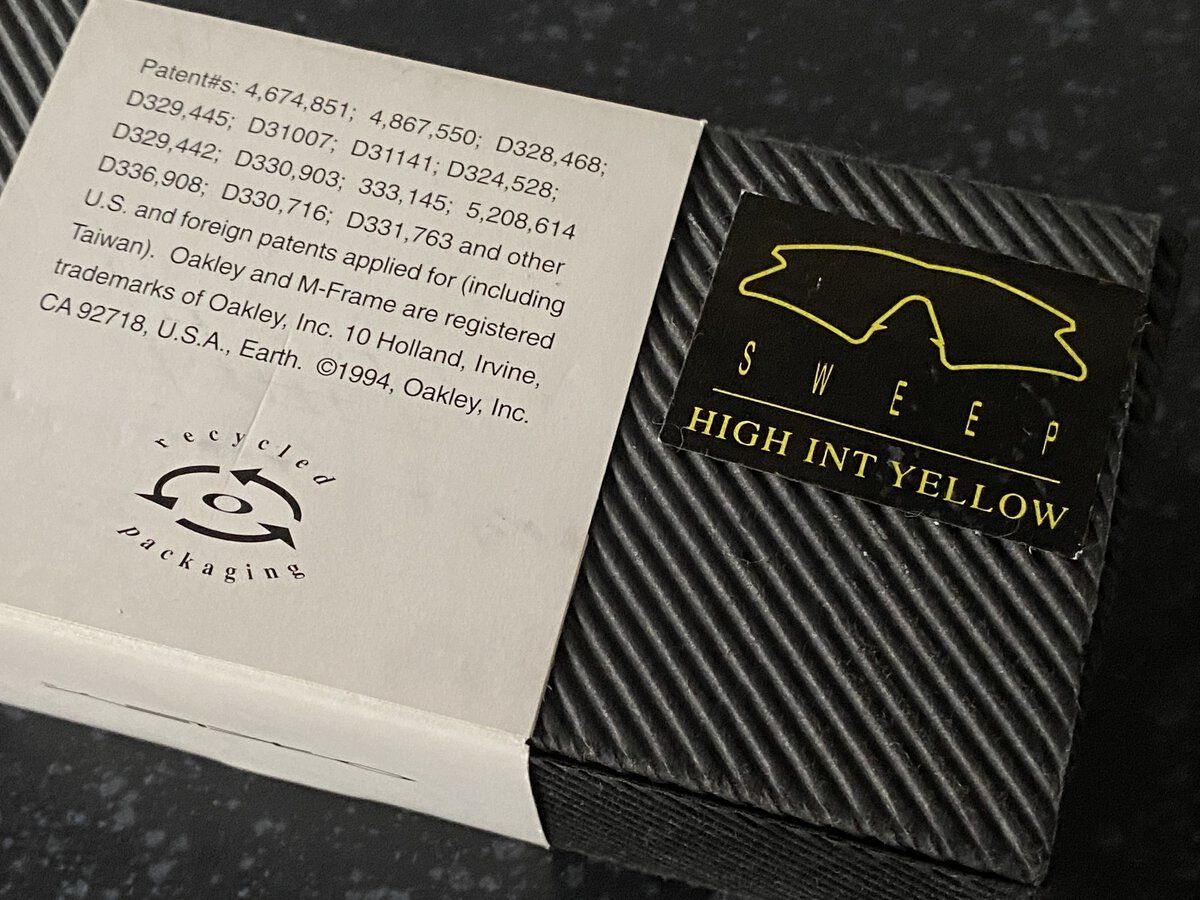 Patent#s: 4,674,851; 4,867,550; D328,468;
D329,445; D31007; D31141; D324,528;
D329,442; D330,903; 333,145; 5,208,614
D336,908; D330,716; D331,763 and other
U.S. and foreign patents applied for (including
Taiwan). Oakley and M-Frame are registered
trademarks of Oakley, Inc. 10 Holland, Irvine,
CA 92718, U.S.A., Earth. ©1994, Oakley, Inc.
recycled
packaging
SWEEP
HIGH INT YELLOW